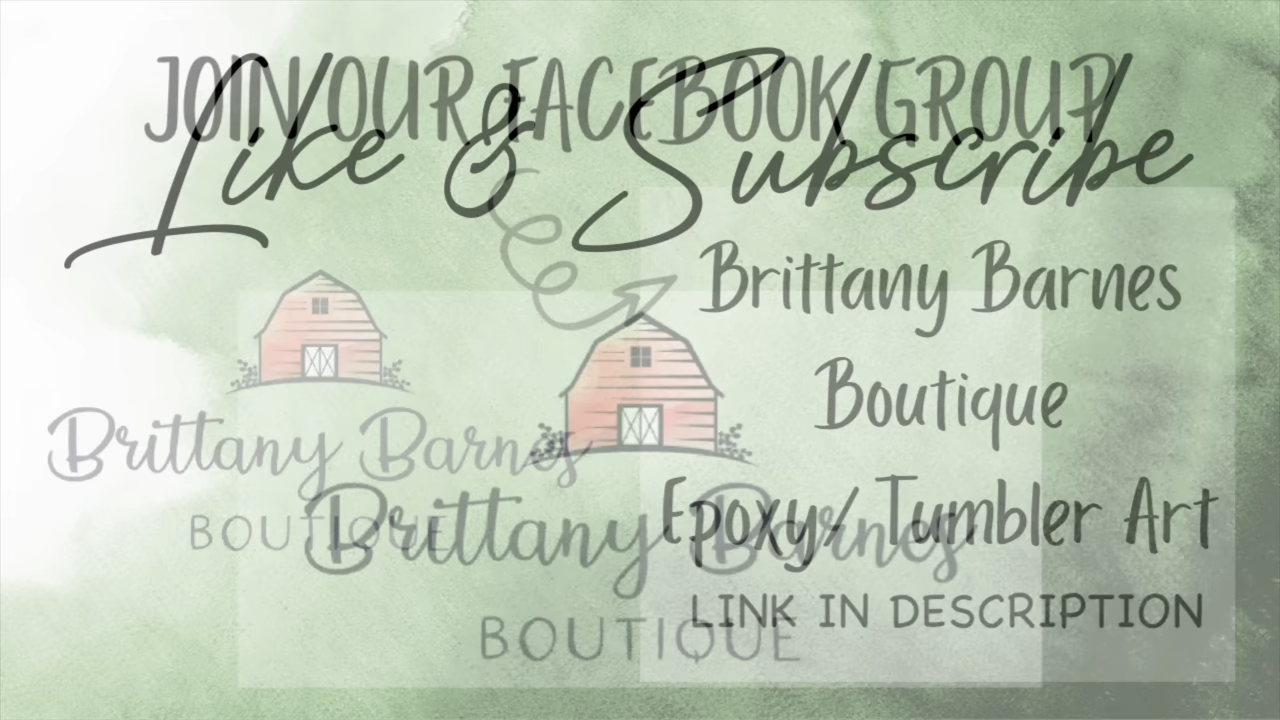 JOIN OUR FACEBOOK GROUP!
Like & Subscribe
Brittany Barnes
Boutique
Brittany Barnes
BOUTIQUE
Epoxy/ Tumbler Art
Brittany Barnes
LINK IN DESCRIPTION
BOUTIQUE